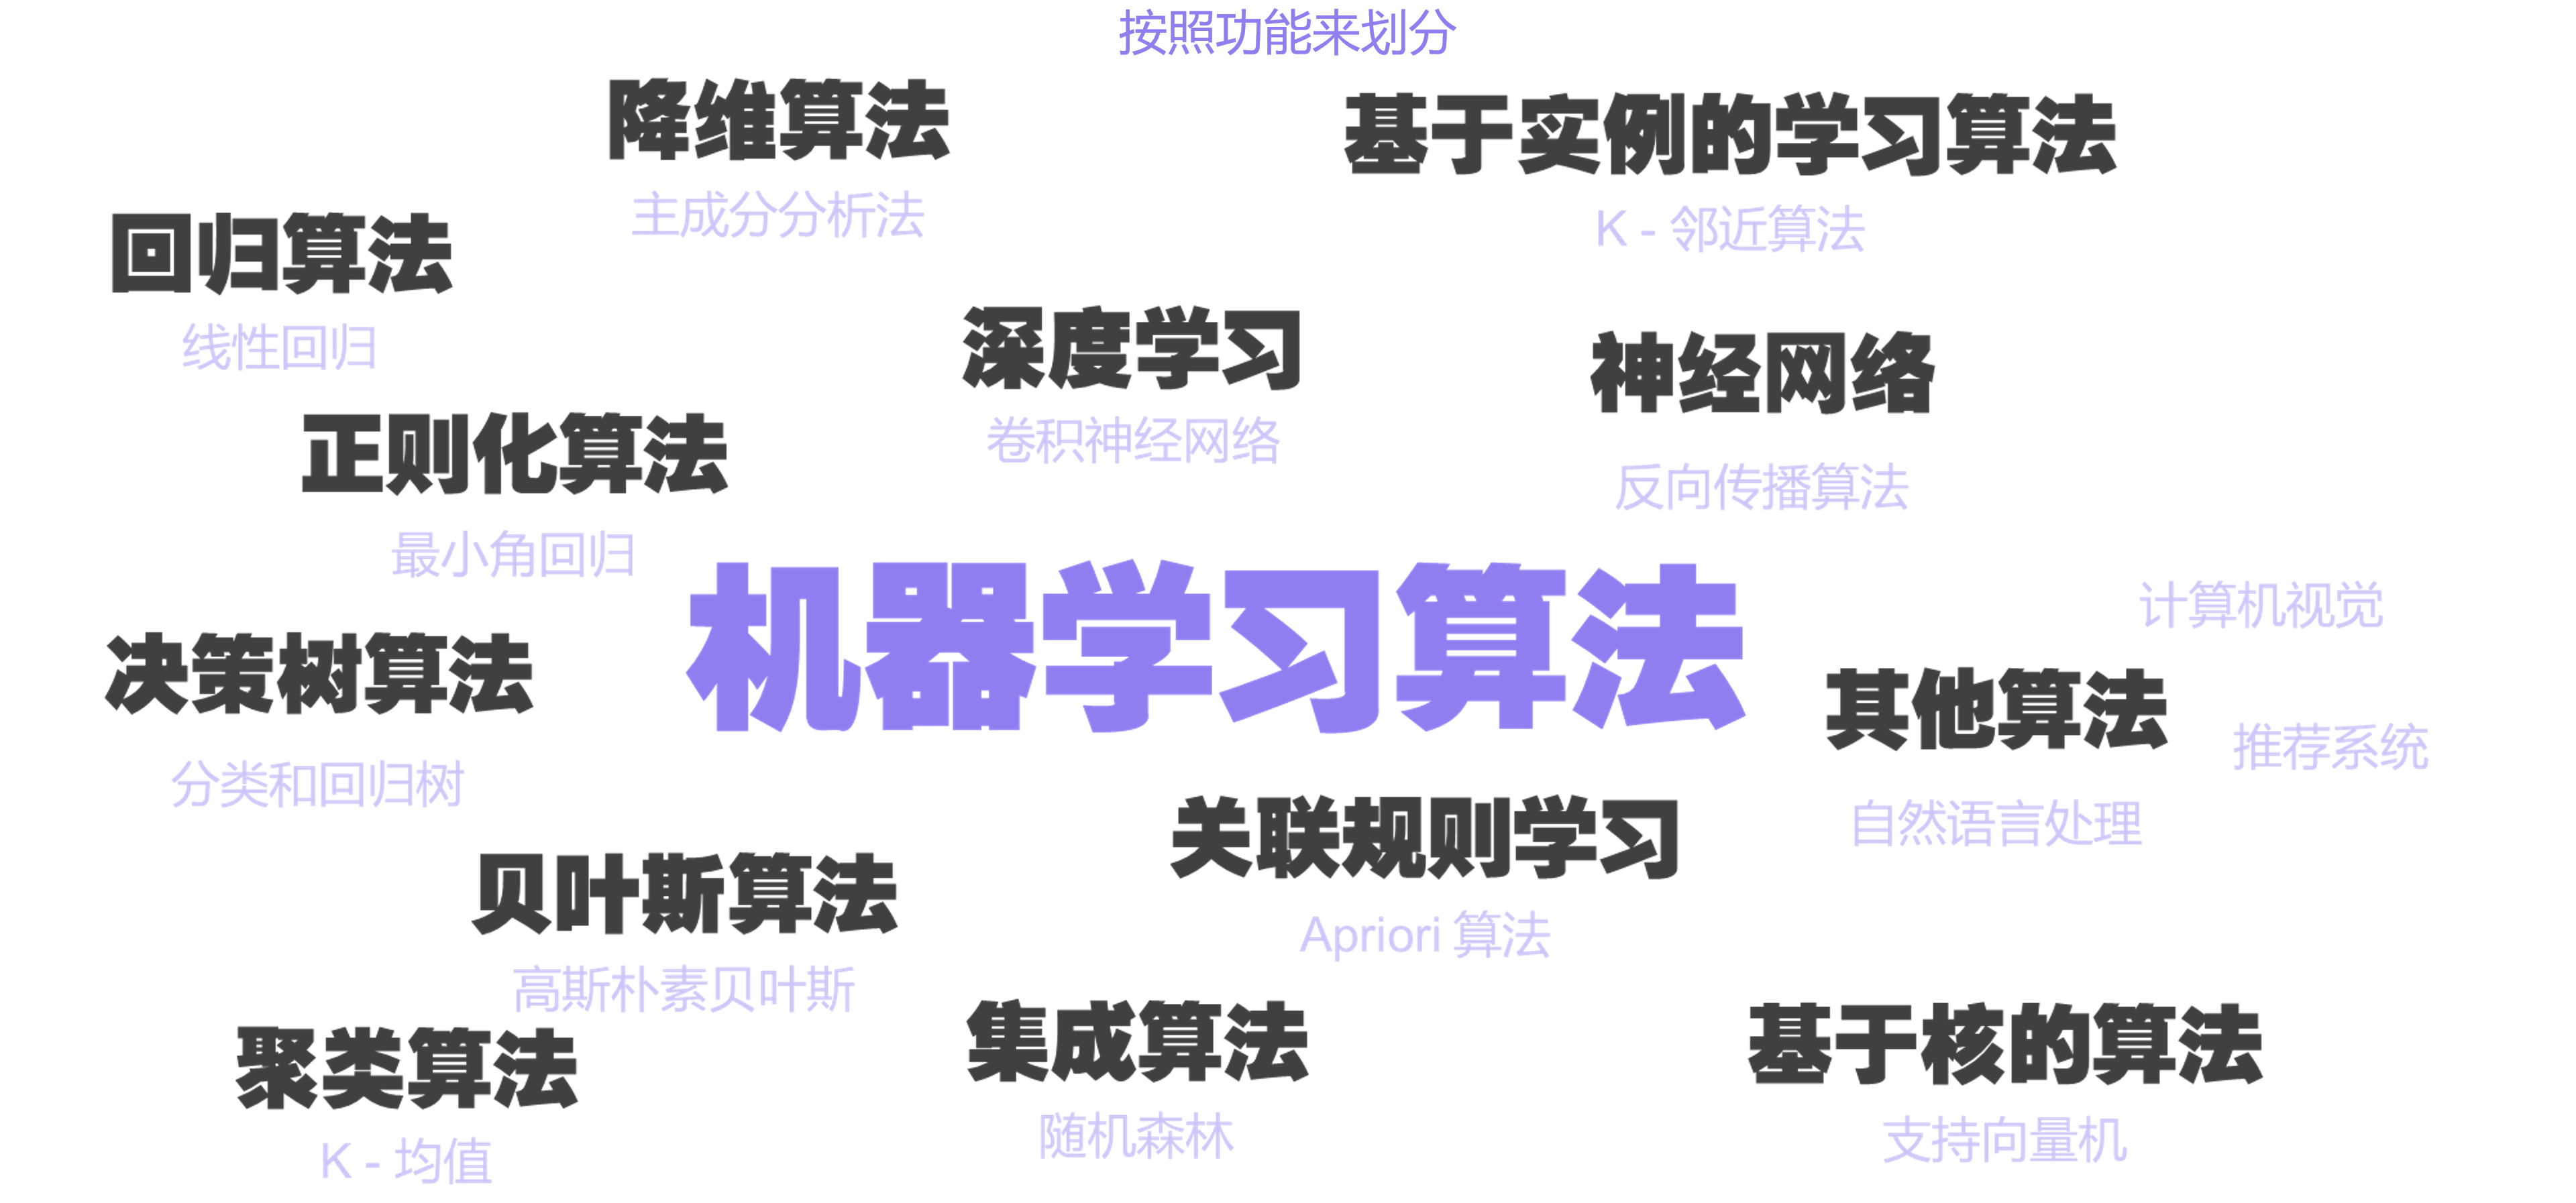 按照功能来划分
降维算法
主成分分析法
基于实例的学习算法
K - 邻近算法
回归算法
线性回归
深度学习
卷积神经网络
神经网络
反向传播算法
正则化算法
最小角回归
机器学习算法
计算机视觉
决策树算法
分类和回归树
其他算法
推荐系统
自然语言处理
关联规则学习
Apriori 算法
贝叶斯算法
高斯朴素贝叶斯
集成算法
随机森林
基于核的算法
支持向量机
聚类算法
K - 均值